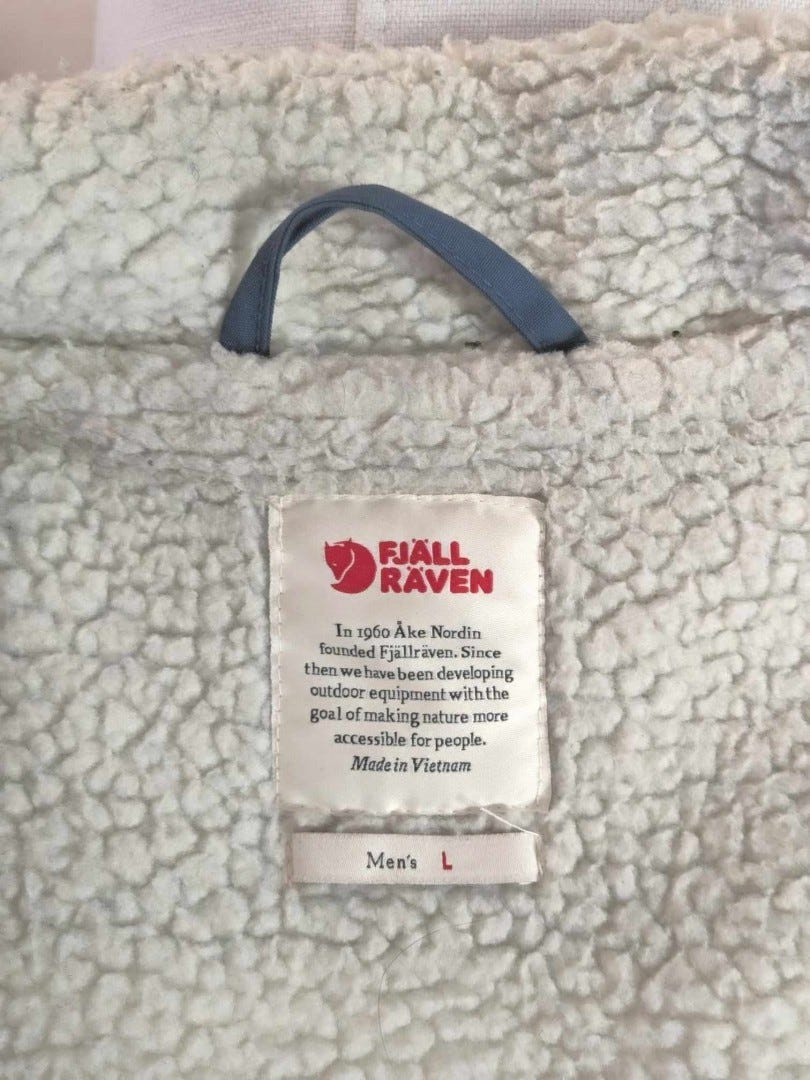 FJÄLL
RÄVEN
In 1960 Åke Nordin
founded Fjällräven. Since
then we have been developing
outdoor equipment with the
goal of making nature more
accessible for people.
Made in Vietnam
Men's L